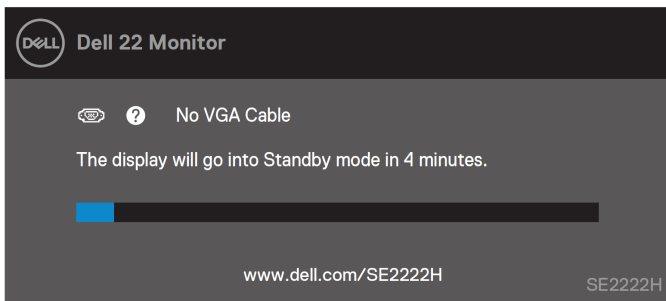 DELL Dell 22 Monitor
? No VGA Cable
The display will go into Standby mode in 4 minutes.
www.dell.com/SE2222H
SE2222H